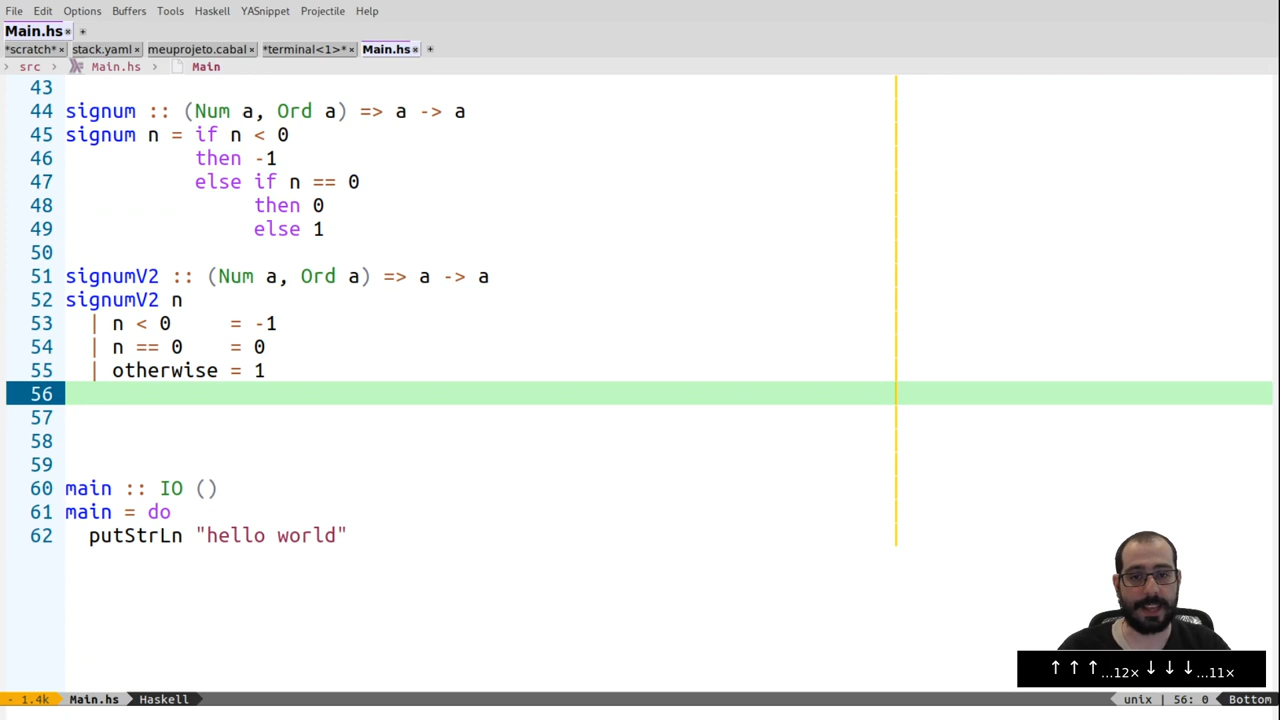 File Edit Options Buffers Tools Haskell YASnippet Projectile Help
Main.hs × +
*scratch* × stack.yaml × meuprojeto.cabal × *terminal<1>* × Main.hs × +
› src › Main.hs › Main
43
44 signum :: (Num a, Ord a) => a -> a
45 signum n = if n < 0
46 then -1
47 else if n == 0
48 then 0
49 else 1
50
51 signumV2 :: (Num a, Ord a) => a -> a
52 signumV2 n
53 | n < 0 = -1
54 | n == 0 = 0
55 | otherwise = 1
56
57
58
59
60 main :: IO ()
61 main = do
62 putStrLn "hello world"
↑ ↑ ↑...12× ↓ ↓ ↓...11×
- 1.4k Main.hs Haskell unix | 56: 0 Bottom